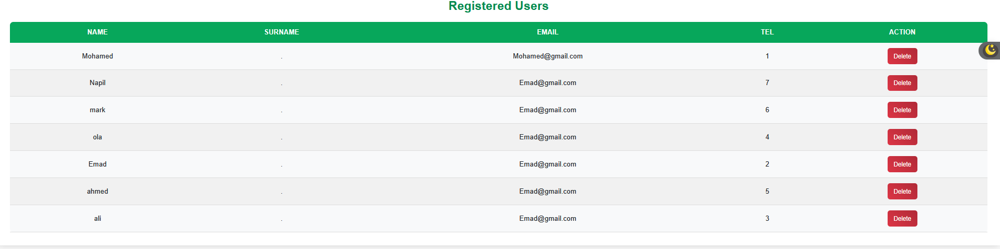 Registered Users
NAME SURNAME EMAIL TEL ACTION
Mohamed . Mohamed@gmail.com 1 Delete
Napil . Emad@gmail.com 7 Delete
mark . Emad@gmail.com 6 Delete
ola . Emad@gmail.com 4 Delete
Emad . Emad@gmail.com 2 Delete
ahmed . Emad@gmail.com 5 Delete
ali . Emad@gmail.com 3 Delete